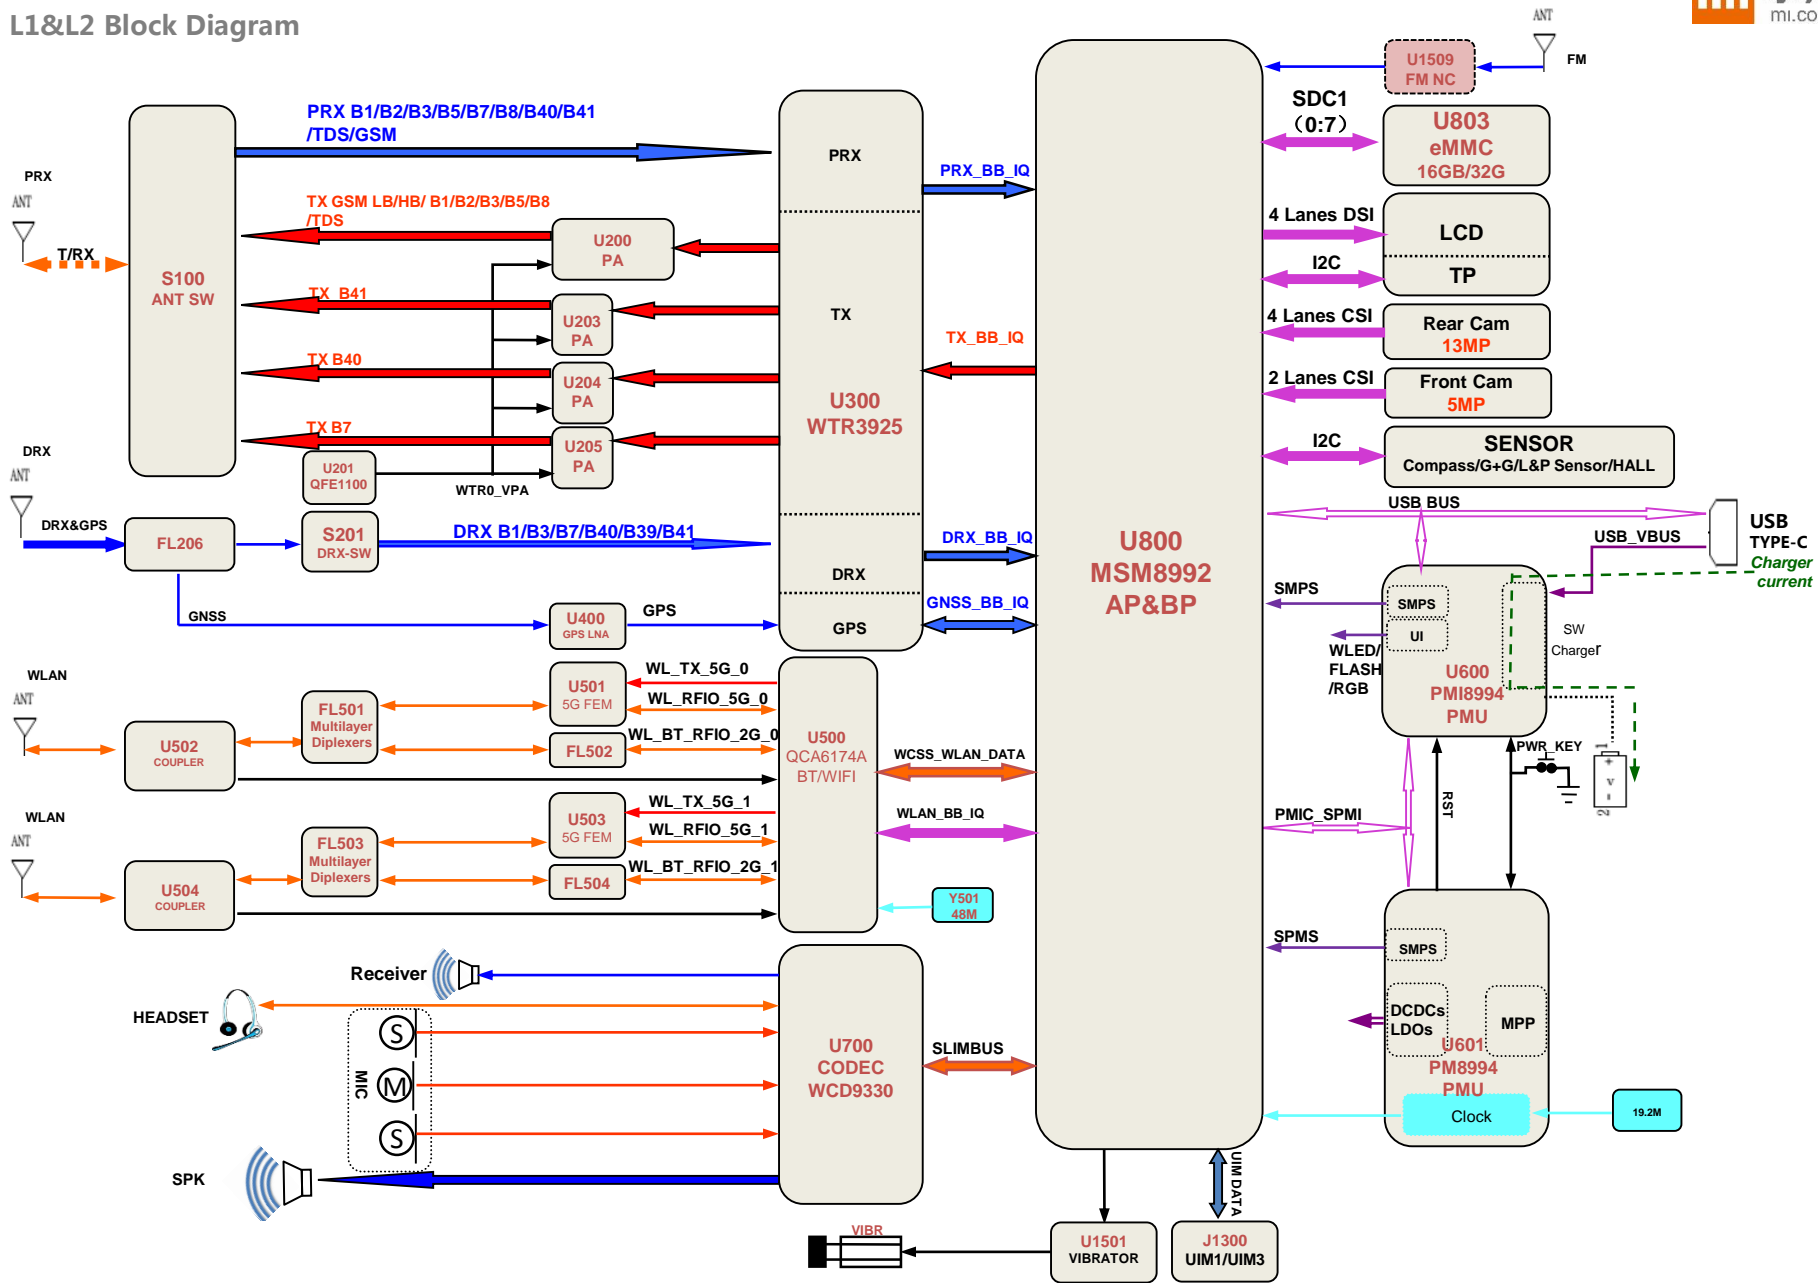 L1&L2 Block Diagram
mi.co
ANT
FM
U1509
FM NC
SDC1
(0:7)
U803
eMMC
16GB/32G
PRX B1/B2/B3/B5/B7/B8/B40/B41
/TDS/GSM
PRX
PRX_BB_IQ
PRX
ANT
T/RX
S100
ANT SW
TX GSM LB/HB/ B1/B2/B3/B5/B8
/TDS
U200
PA
TX B41
U203
PA
TX B40
U204
PA
TX B7
U205
PA
U201
QFE1100
WTR0_VPA
TX
U300
WTR3925
TX_BB_IQ
4 Lanes DSI
LCD
I2C
TP
4 Lanes CSI
Rear Cam
13MP
2 Lanes CSI
Front Cam
5MP
I2C
SENSOR
Compass/G+G/L&P Sensor/HALL
DRX
ANT
DRX&GPS
FL206
S201
DRX-SW
DRX B1/B3/B7/B40/B39/B41
DRX
DRX_BB_IQ
GNSS
U400
GPS LNA
GPS
GPS
GNSS_BB_IQ
U800
MSM8992
AP&BP
USB BUS
USB_VBUS
USB
TYPE-C
Charger
current
SMPS
SMPS
UI
WLED/
FLASH
/RGB
SW
Charger
U600
PMI8994
PMU
WLAN
ANT
U502
COUPLER
FL501
Multilayer
Diplexers
U501
5G FEM
FL502
WL_TX_5G_0
WL_RFIO_5G_0
WL_BT_RFIO_2G_0
U500
QCA6174A
BT/WIFI
WCSS_WLAN_DATA
WLAN_BB_IQ
WLAN
ANT
U504
COUPLER
FL503
Multilayer
Diplexers
U503
5G FEM
FL504
WL_TX_5G_1
WL_RFIO_5G_1
WL_BT_RFIO_2G_1
Y501
48M
PWR_KEY
1
+
v
-
2
RST
PMIC_SPMI
SPMS
SMPS
DCDCs
LDOs
MPP
U601
PM8994
PMU
Clock
19.2M
Receiver
HEADSET
MIC
S
M
S
SPK
U700
CODEC
WCD9330
SLIMBUS
UIM DATA
VIBR
U1501
VIBRATOR
J1300
UIM1/UIM3